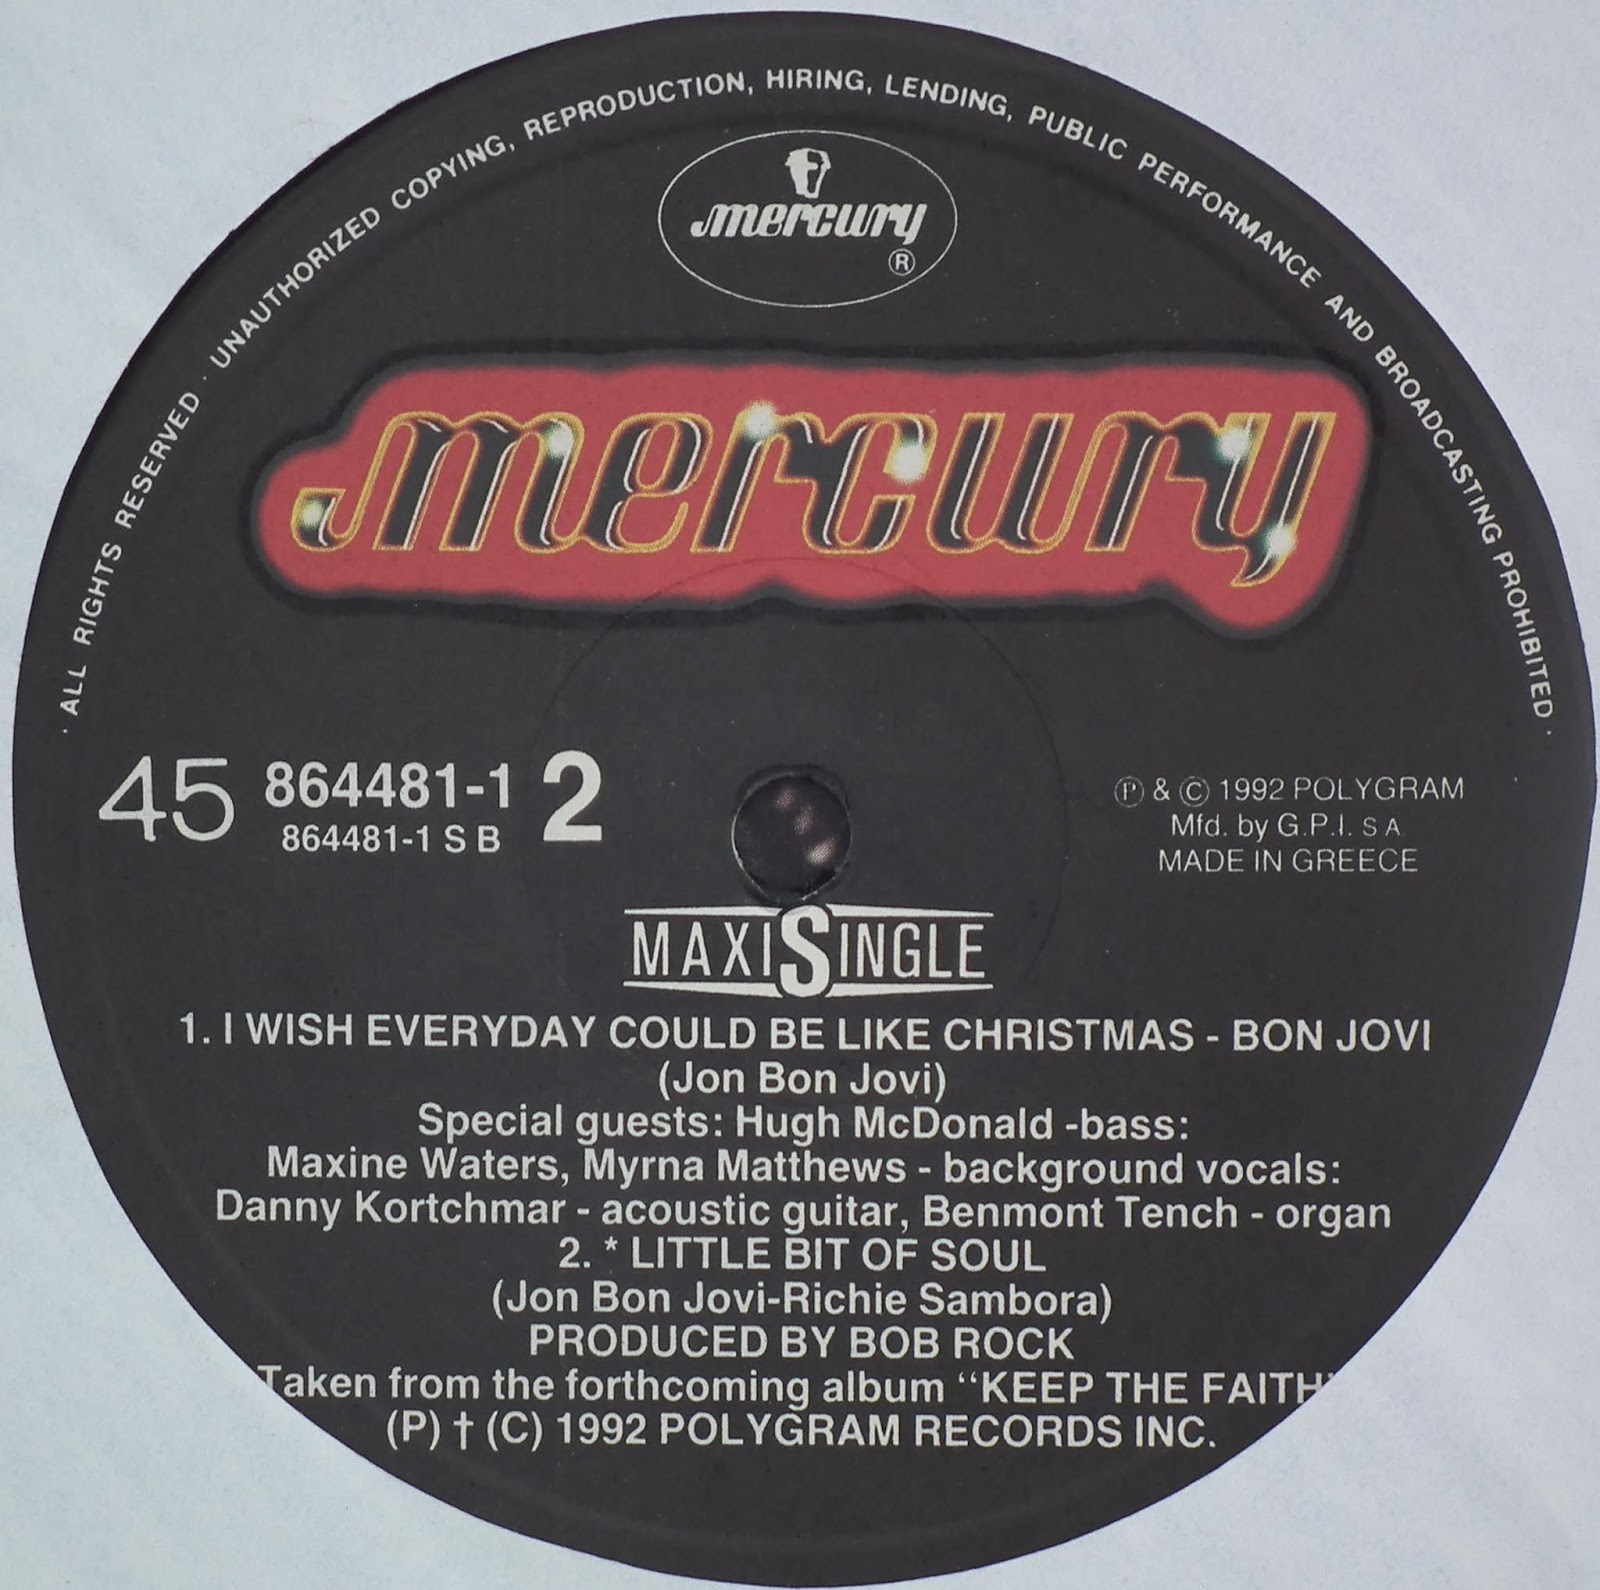 · ALL RIGHTS RESERVED · UNAUTHORIZED COPYING, REPRODUCTION, HIRING, LENDING, PUBLIC PERFORMANCE AND BROADCASTING PROHIBITED ·
mercury
®
mercury
45 864481-1 2
864481-1 S B
Ⓟ & © 1992 POLYGRAM
Mfd. by G.P.I. S A.
MADE IN GREECE
MAXISINGLE
1. I WISH EVERYDAY COULD BE LIKE CHRISTMAS - BON JOVI
(Jon Bon Jovi)
Special guests: Hugh McDonald -bass:
Maxine Waters, Myrna Matthews - background vocals:
Danny Kortchmar - acoustic guitar, Benmont Tench - organ
2. * LITTLE BIT OF SOUL
(Jon Bon Jovi-Richie Sambora)
PRODUCED BY BOB ROCK
Taken from the forthcoming album “KEEP THE FAITH"
(P) † (C) 1992 POLYGRAM RECORDS INC.